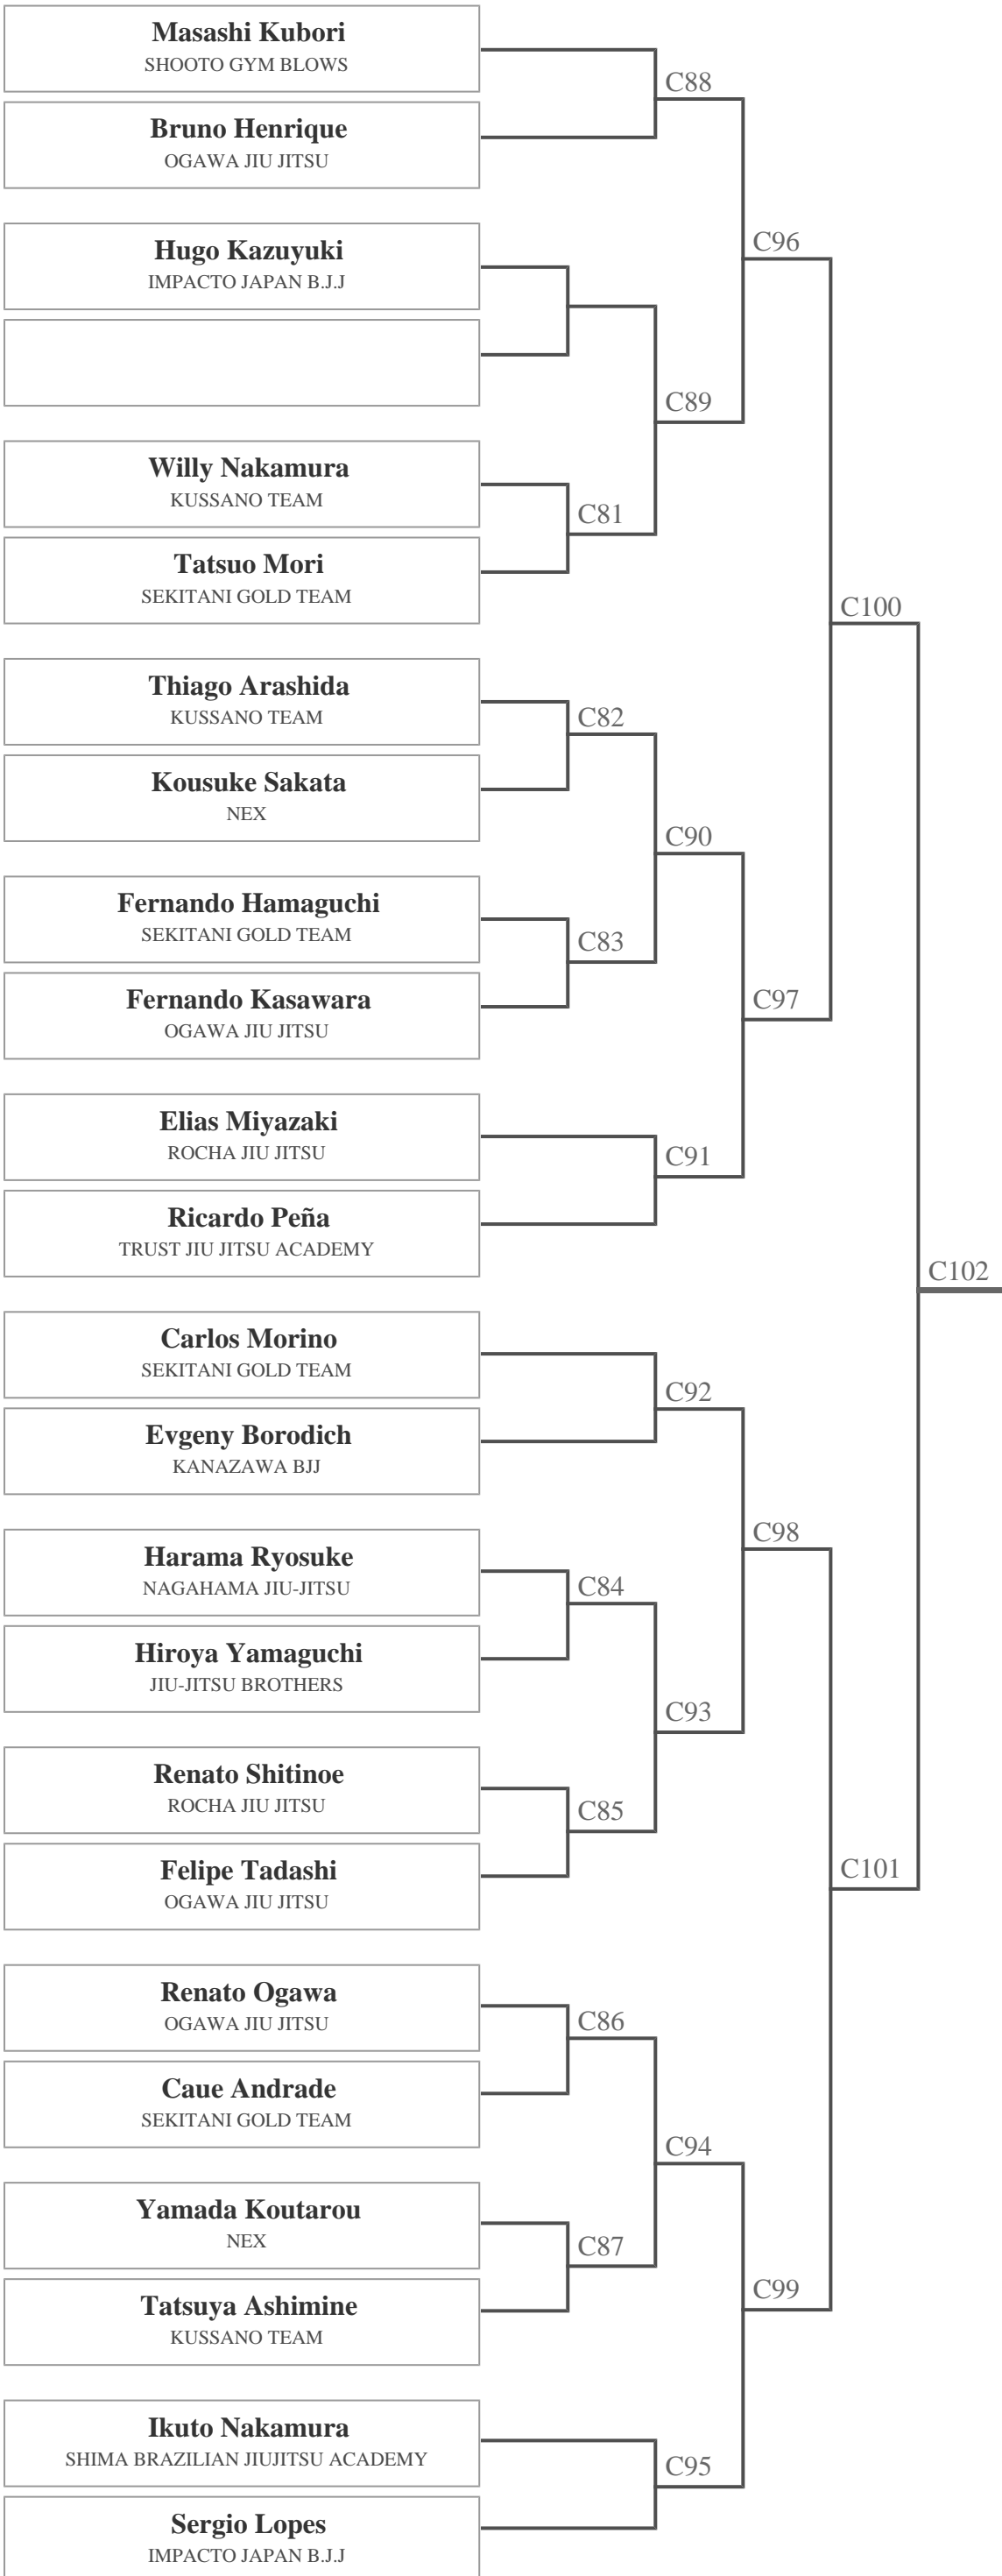 Masashi Kubori
SHOOTO GYM BLOWS
C88
Bruno Henrique
OGAWA JIU JITSU
C96
Hugo Kazuyuki
IMPACTO JAPAN B.J.J
C89
Willy Nakamura
KUSSANO TEAM
C81
Tatsuo Mori
SEKITANI GOLD TEAM
C100
Thiago Arashida
KUSSANO TEAM
C82
Kousuke Sakata
NEX
C90
Fernando Hamaguchi
SEKITANI GOLD TEAM
C83
Fernando Kasawara
OGAWA JIU JITSU
C97
Elias Miyazaki
ROCHA JIU JITSU
C91
Ricardo Peña
TRUST JIU JITSU ACADEMY
C102
Carlos Morino
SEKITANI GOLD TEAM
C92
Evgeny Borodich
KANAZAWA BJJ
C98
Harama Ryosuke
NAGAHAMA JIU-JITSU
C84
Hiroya Yamaguchi
JIU-JITSU BROTHERS
C93
Renato Shitinoe
ROCHA JIU JITSU
C85
Felipe Tadashi
OGAWA JIU JITSU
C101
Renato Ogawa
OGAWA JIU JITSU
C86
Caue Andrade
SEKITANI GOLD TEAM
C94
Yamada Koutarou
NEX
C87
Tatsuya Ashimine
KUSSANO TEAM
C99
Ikuto Nakamura
SHIMA BRAZILIAN JIUJITSU ACADEMY
C95
Sergio Lopes
IMPACTO JAPAN B.J.J